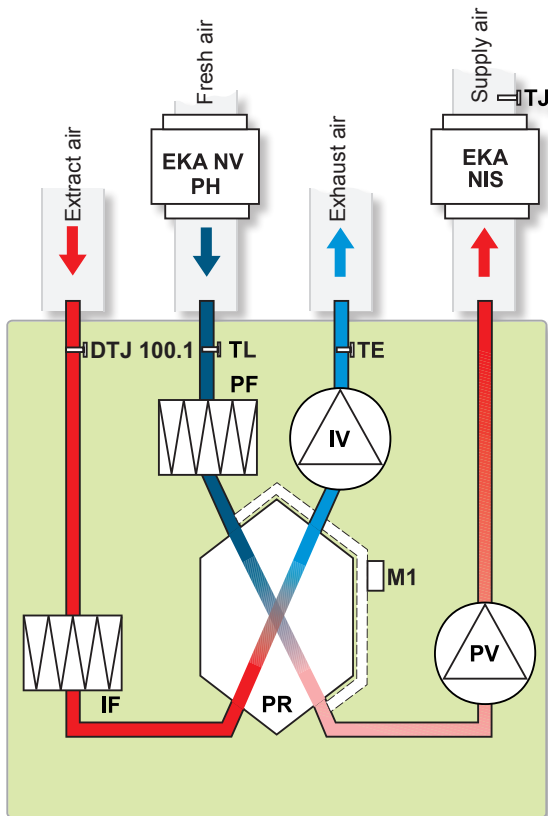 Extract air
Fresh air
Exhaust air
Supply air
TJ
EKA NV
PH
EKA
NIS
DTJ 100.1
TL
TE
PF
IV
M1
IF
PR
PV